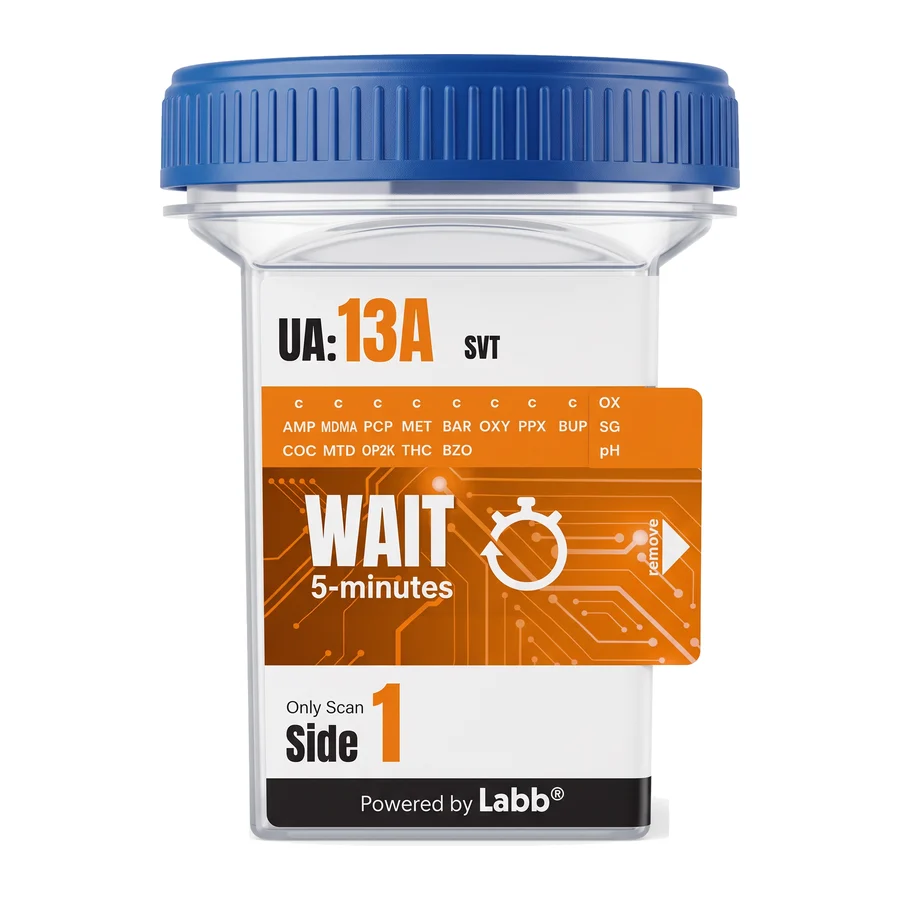 UA:13A SVT
c c c c c c c c OX
AMP MDMA PCP MET BAR OXY PPX BUP SG
COC MTD OP2K THC BZO pH
WAIT
5-minutes
remove
Only Scan
Side 1
Powered by Labb®